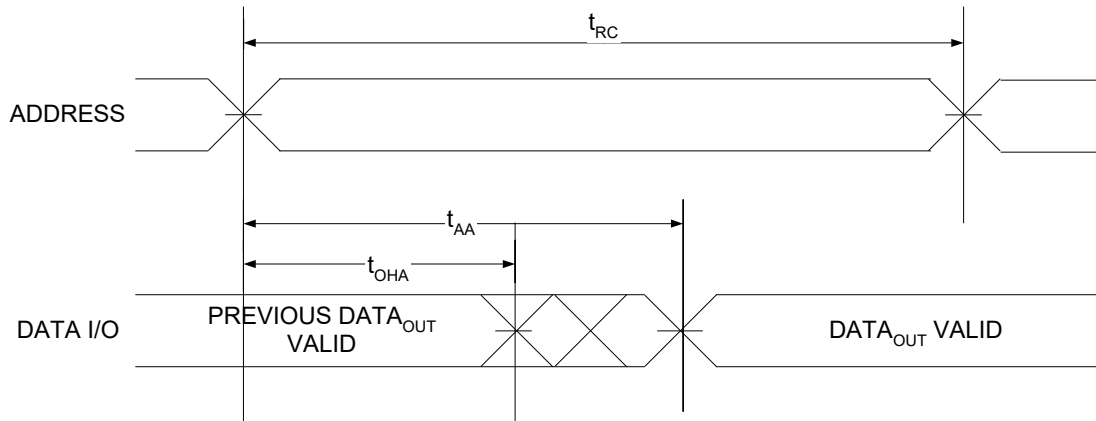 tRC
ADDRESS
tAA
tOHA
DATA I/O
PREVIOUS DATAOUT
VALID
DATAOUT VALID